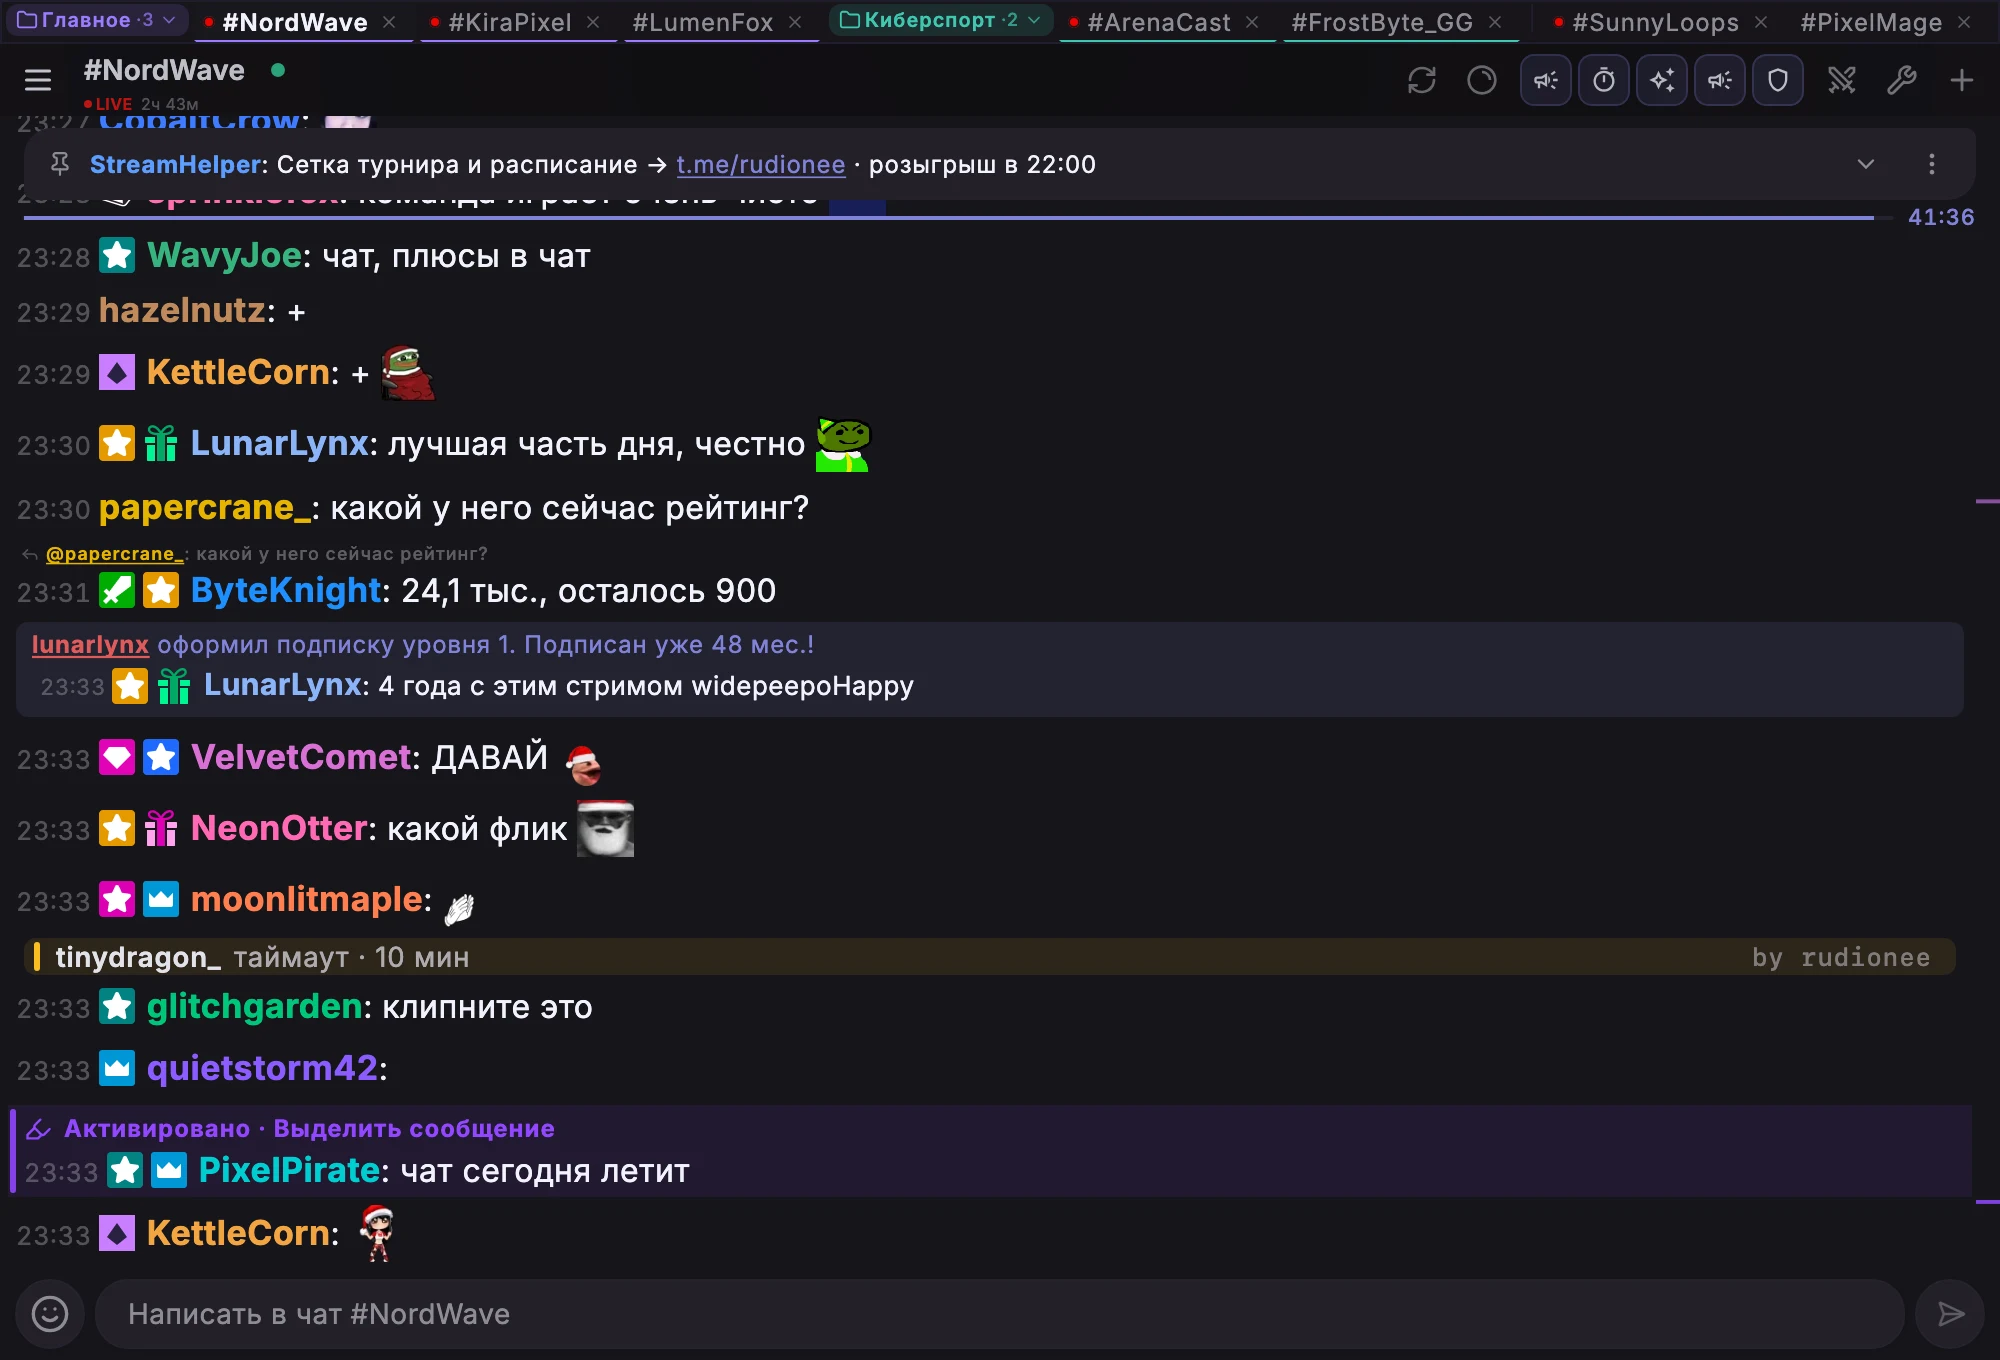 Главное ·3 #NordWave #KiraPixel #LumenFox Киберспорт ·2 #ArenaCast #FrostByte_GG #SunnyLoops #PixelMage
#NordWave
LIVE 2ч 43м
23:27 CobaltCrow:
StreamHelper: Сетка турнира и расписание → t.me/rudionee · розыгрыш в 22:00
41:36
23:28 WavyJoe: чат, плюсы в чат
23:29 hazelnutz: +
23:29 KettleCorn: +
23:30 LunarLynx: лучшая часть дня, честно
23:30 papercrane_: какой у него сейчас рейтинг?
@papercrane_: какой у него сейчас рейтинг?
23:31 ByteKnight: 24,1 тыс., осталось 900
lunarlynx оформил подписку уровня 1. Подписан уже 48 мес.!
23:33 LunarLynx: 4 года с этим стримом widepeepoHappy
23:33 VelvetComet: ДАВАЙ
23:33 NeonOtter: какой флик
23:33 moonlitmaple:
tinydragon_ таймаут · 10 мин by rudionee
23:33 glitchgarden: клипните это
23:33 quietstorm42:
Активировано · Выделить сообщение
23:33 PixelPirate: чат сегодня летит
23:33 KettleCorn:
Написать в чат #NordWave